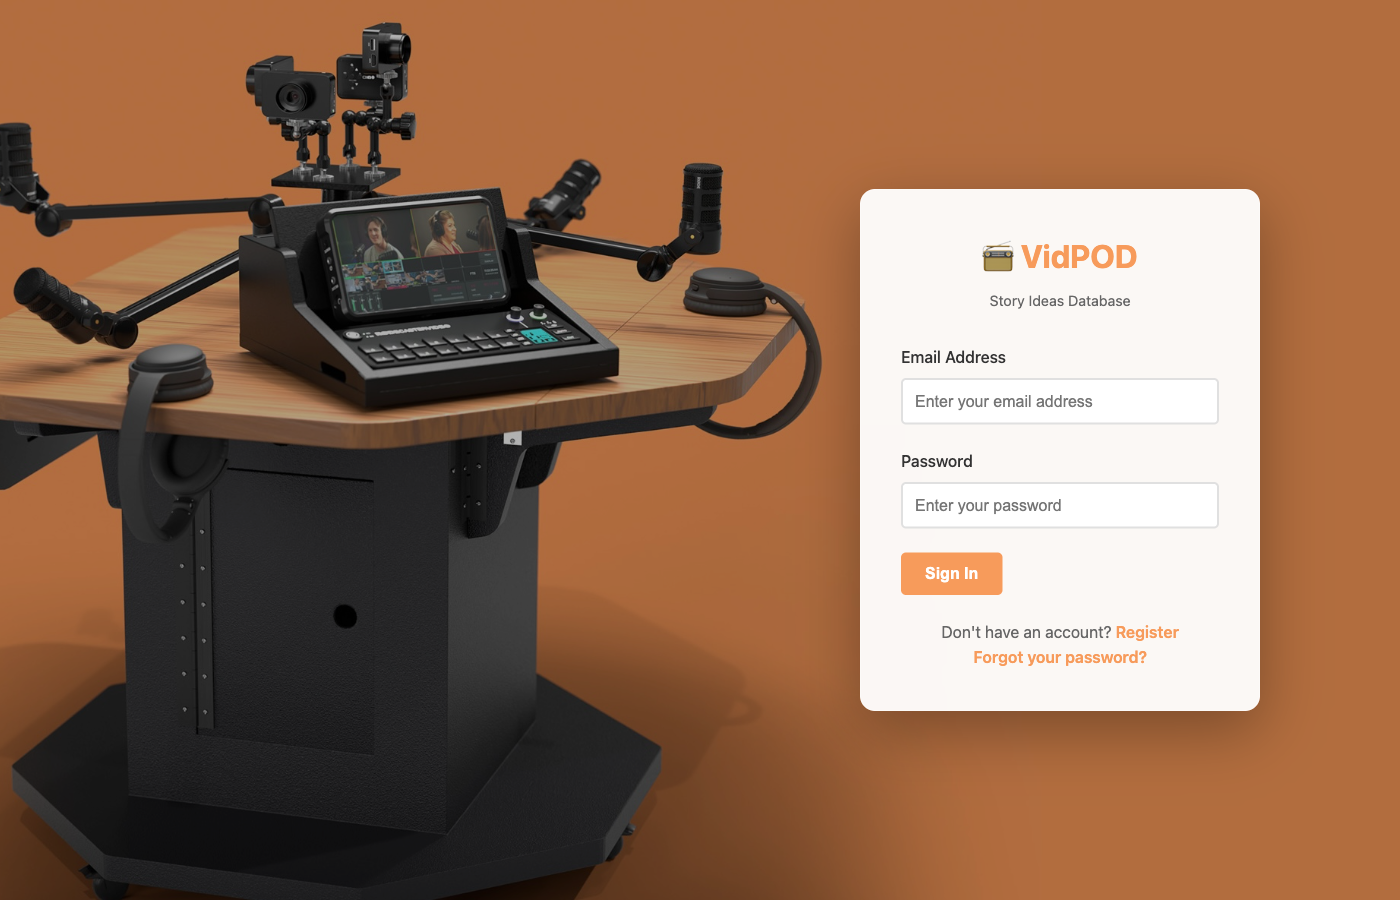 VidPOD
Story Ideas Database
Email Address
Enter your email address
Password
Enter your password
Sign In
Don't have an account? Register
Forgot your password?